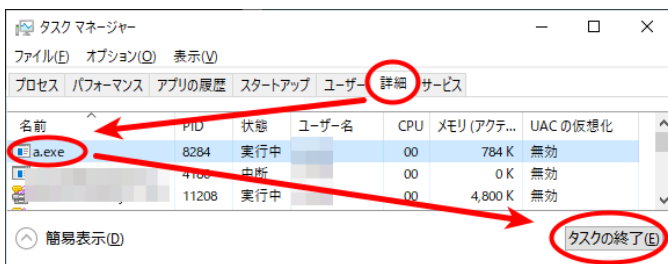 タスク マネージャー
ファイル(F) オプション(O) 表示(V)
プロセス パフォーマンス アプリの履歴 スタートアップ ユーザー 詳細 サービス
名前 PID 状態 ユーザー名 CPU メモリ (アクテ... UAC の仮想化
a.exe 8284 実行中 00 784 K 無効
4180 中断 00 0 K 無効
11208 実行中 00 4,800 K 無効
簡易表示(D) タスクの終了(E)